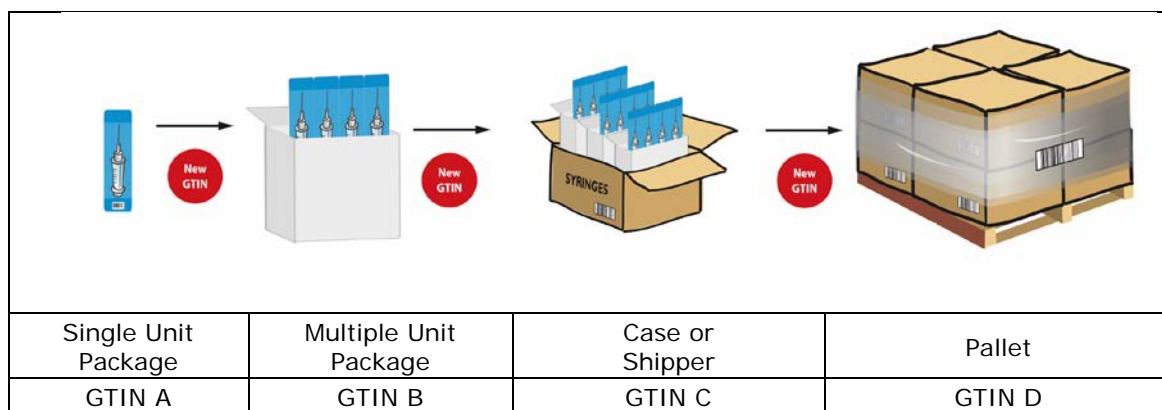 New
GTIN
New
GTIN
New
GTIN
SYRINGES
Single Unit
Package
Multiple Unit
Package
Case or
Shipper
Pallet
GTIN A
GTIN B
GTIN C
GTIN D